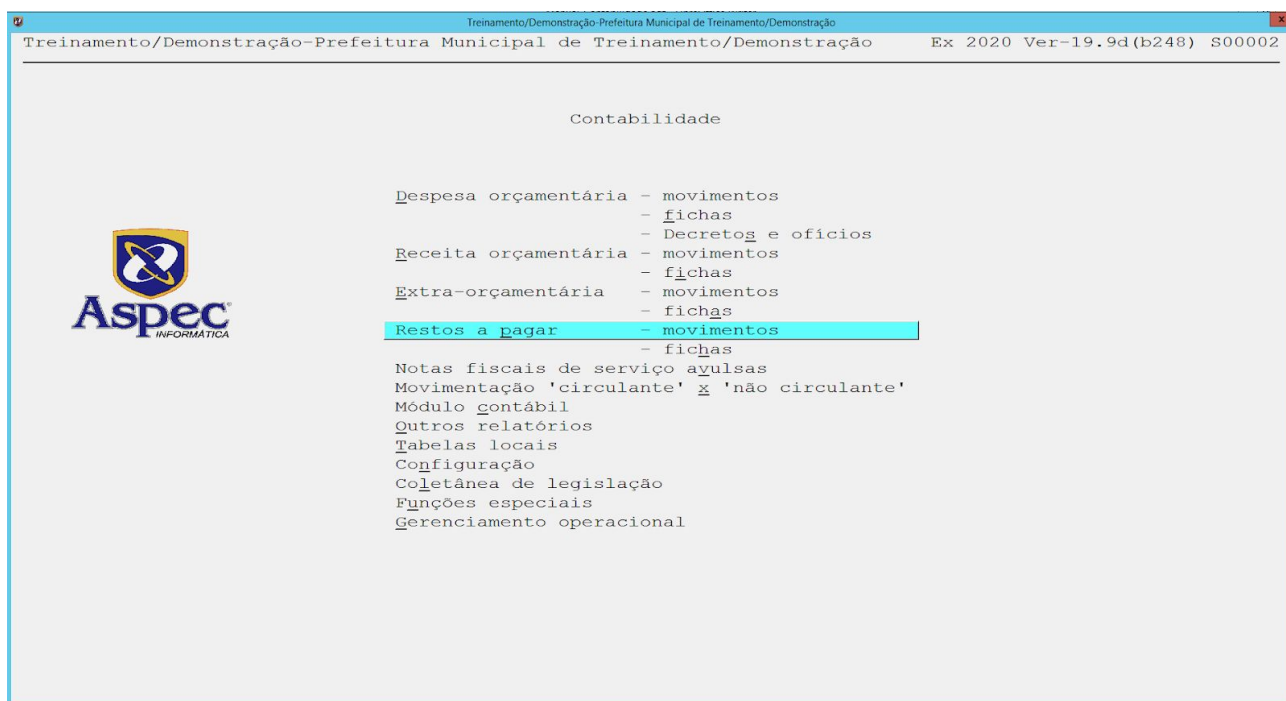 Treinamento/Demonstração-Prefeitura Municipal de Treinamento/Demonstração
x
Treinamento/Demonstração-Prefeitura Municipal de Treinamento/Demonstração Ex 2020 Ver-19.9d(b248) S00002
Contabilidade
Despesa orçamentária - movimentos
- fichas
- Decretos e ofícios
Receita orçamentária - movimentos
- fichas
Extra-orçamentária - movimentos
- fichas
Restos a pagar - movimentos
- fichas
Notas fiscais de serviço avulsas
Movimentação 'circulante' x 'não circulante'
Módulo contábil
Outros relatórios
Tabelas locais
Configuração
Coletânea de legislação
Funções especiais
Gerenciamento operacional
Aspec
INFORMÁTICA